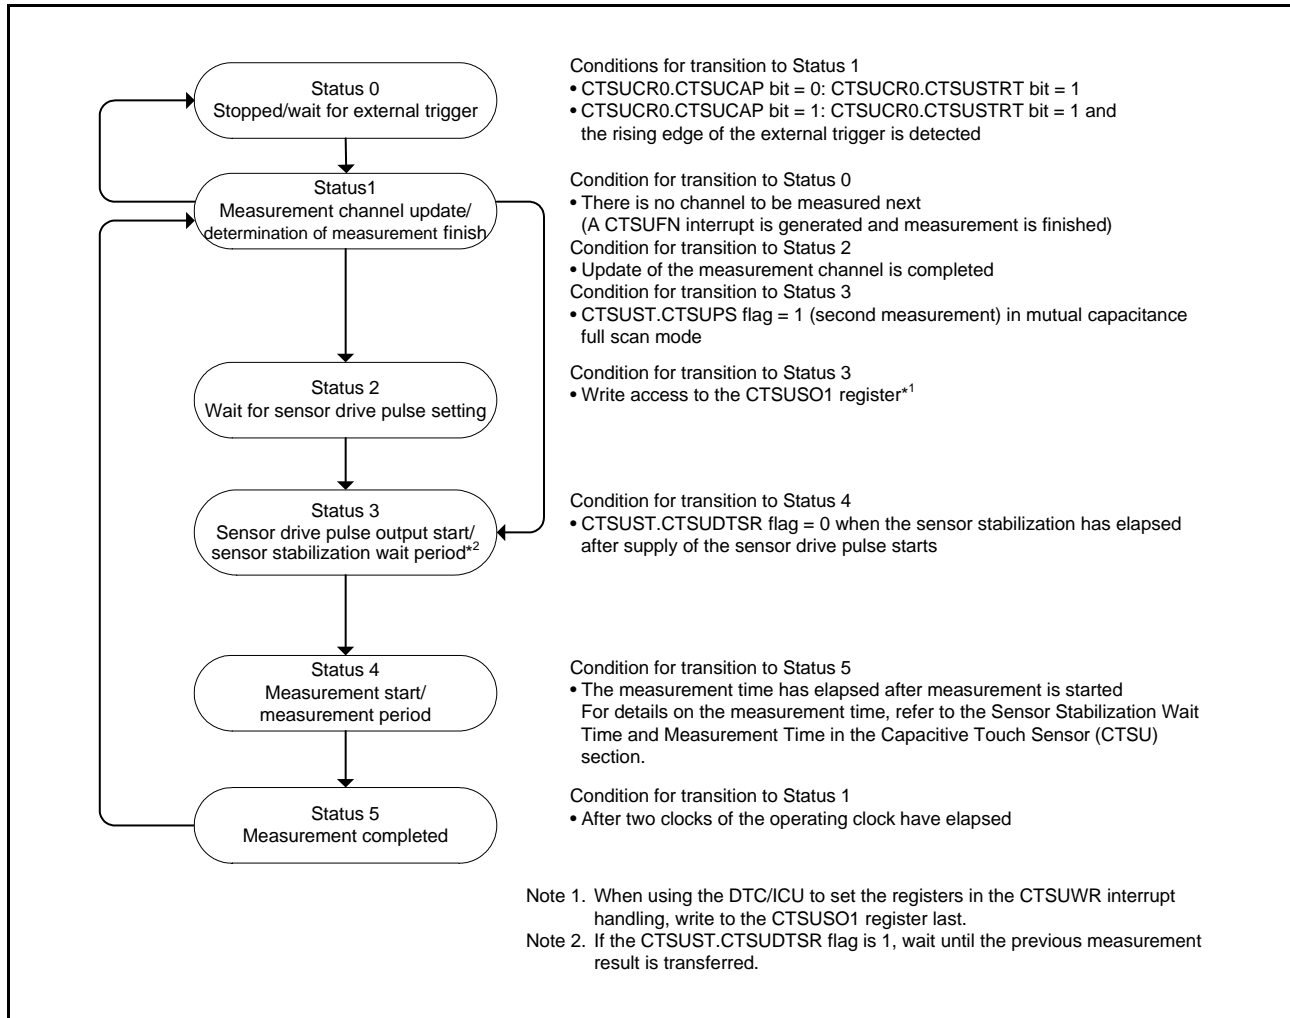 Status 0
Stopped/wait for external trigger
Conditions for transition to Status 1
• CTSUCR0.CTSUCAP bit = 0: CTSUCR0.CTSUSTRT bit = 1
• CTSUCR0.CTSUCAP bit = 1: CTSUCR0.CTSUSTRT bit = 1 and
the rising edge of the external trigger is detected
Status1
Measurement channel update/
determination of measurement finish
Condition for transition to Status 0
• There is no channel to be measured next
(A CTSUFN interrupt is generated and measurement is finished)
Condition for transition to Status 2
• Update of the measurement channel is completed
Condition for transition to Status 3
• CTSUST.CTSUPS flag = 1 (second measurement) in mutual capacitance
full scan mode
Status 2
Wait for sensor drive pulse setting
Condition for transition to Status 3
• Write access to the CTSUSO1 register*1
Status 3
Sensor drive pulse output start/
sensor stabilization wait period*2
Condition for transition to Status 4
• CTSUST.CTSUDTSR flag = 0 when the sensor stabilization has elapsed
after supply of the sensor drive pulse starts
Status 4
Measurement start/
measurement period
Condition for transition to Status 5
• The measurement time has elapsed after measurement is started
For details on the measurement time, refer to the Sensor Stabilization Wait
Time and Measurement Time in the Capacitive Touch Sensor (CTSU)
section.
Status 5
Measurement completed
Condition for transition to Status 1
• After two clocks of the operating clock have elapsed
Note 1. When using the DTC/ICU to set the registers in the CTSUWR interrupt
handling, write to the CTSUSO1 register last.
Note 2. If the CTSUST.CTSUDTSR flag is 1, wait until the previous measurement
result is transferred.